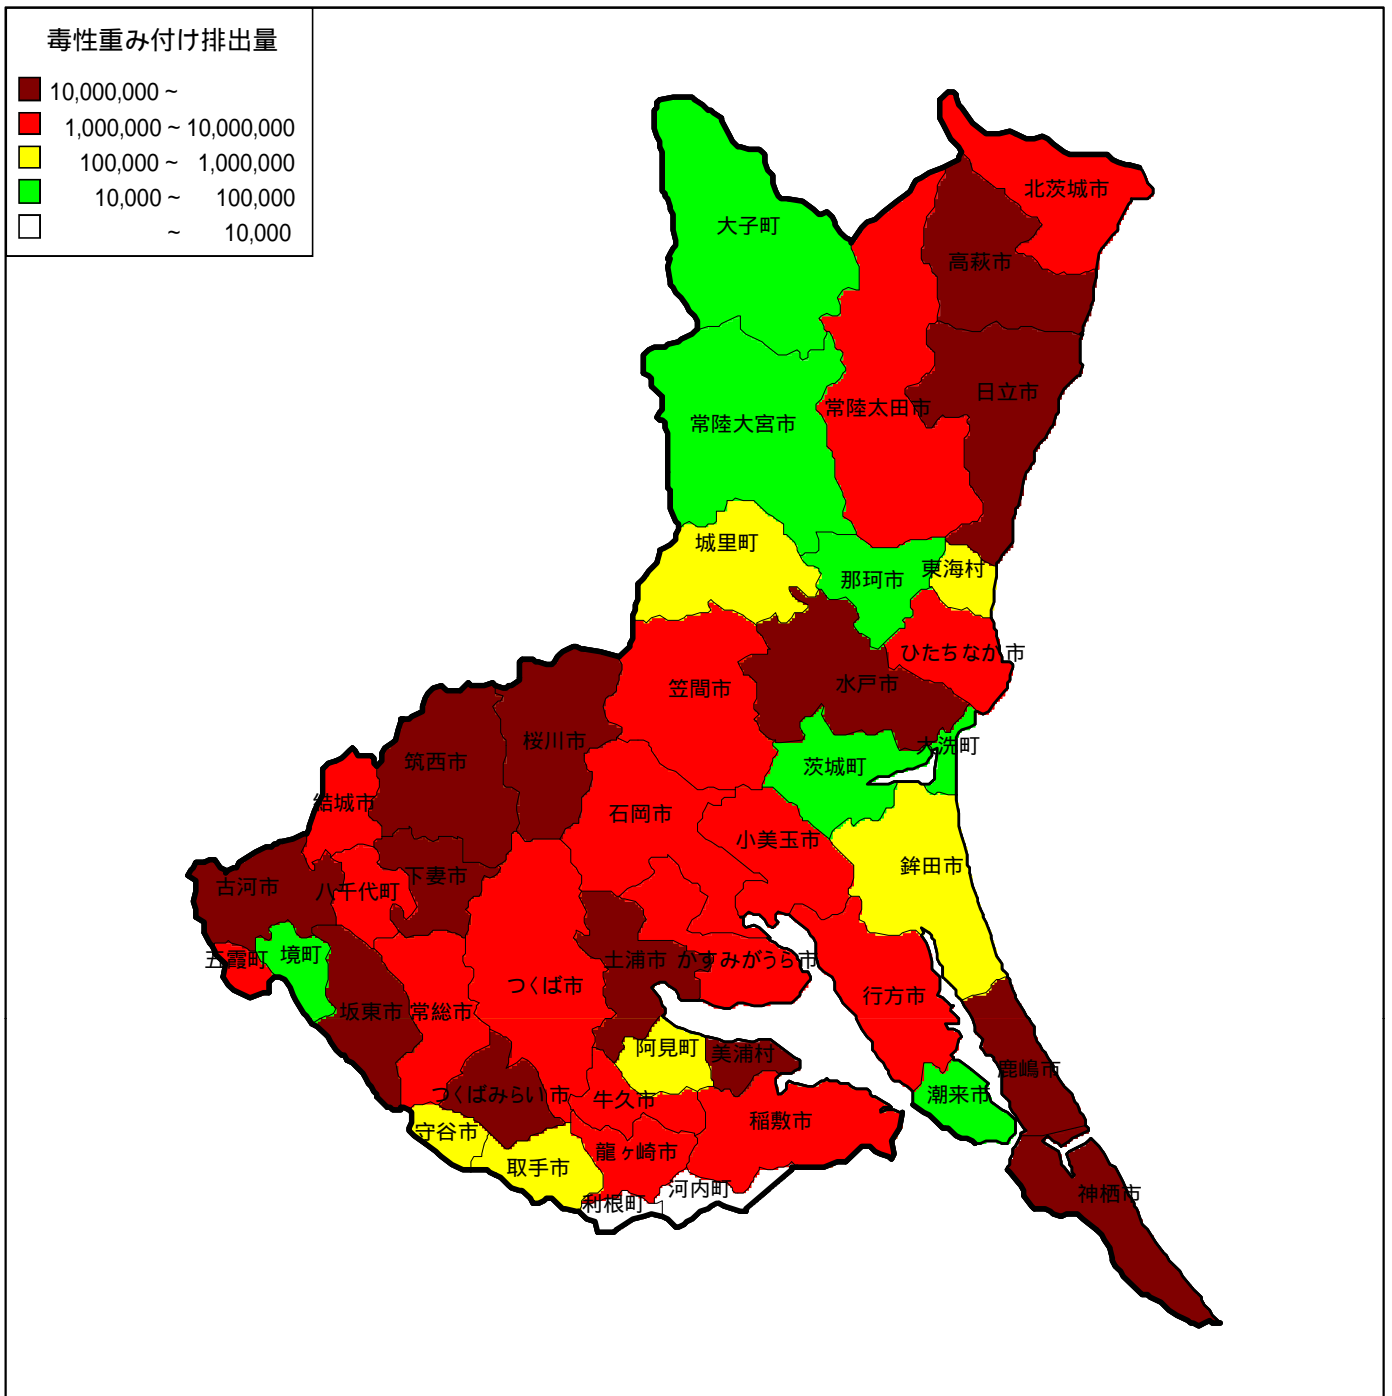 毒性重み付け排出量
10,000,000 ~
1,000,000 ~ 10,000,000
100,000 ~ 1,000,000
10,000 ~ 100,000
~ 10,000
北茨城市
大子町
高萩市
日立市
常陸太田市
常陸大宮市
城里町
東海村
那珂市
ひたちなか市
水戸市
笠間市
桜川市
大洗町
筑西市
茨城町
結城市
石岡市
小美玉市
鉾田市
下妻市
古河市
八千代町
境町
五霞町
土浦市
かすみがうら市
つくば市
行方市
坂東市
常総市
阿見町
美浦村
鹿嶋市
つくばみらい市
潮来市
牛久市
稲敷市
守谷市
龍ヶ崎市
取手市
河内町
神栖市
利根町